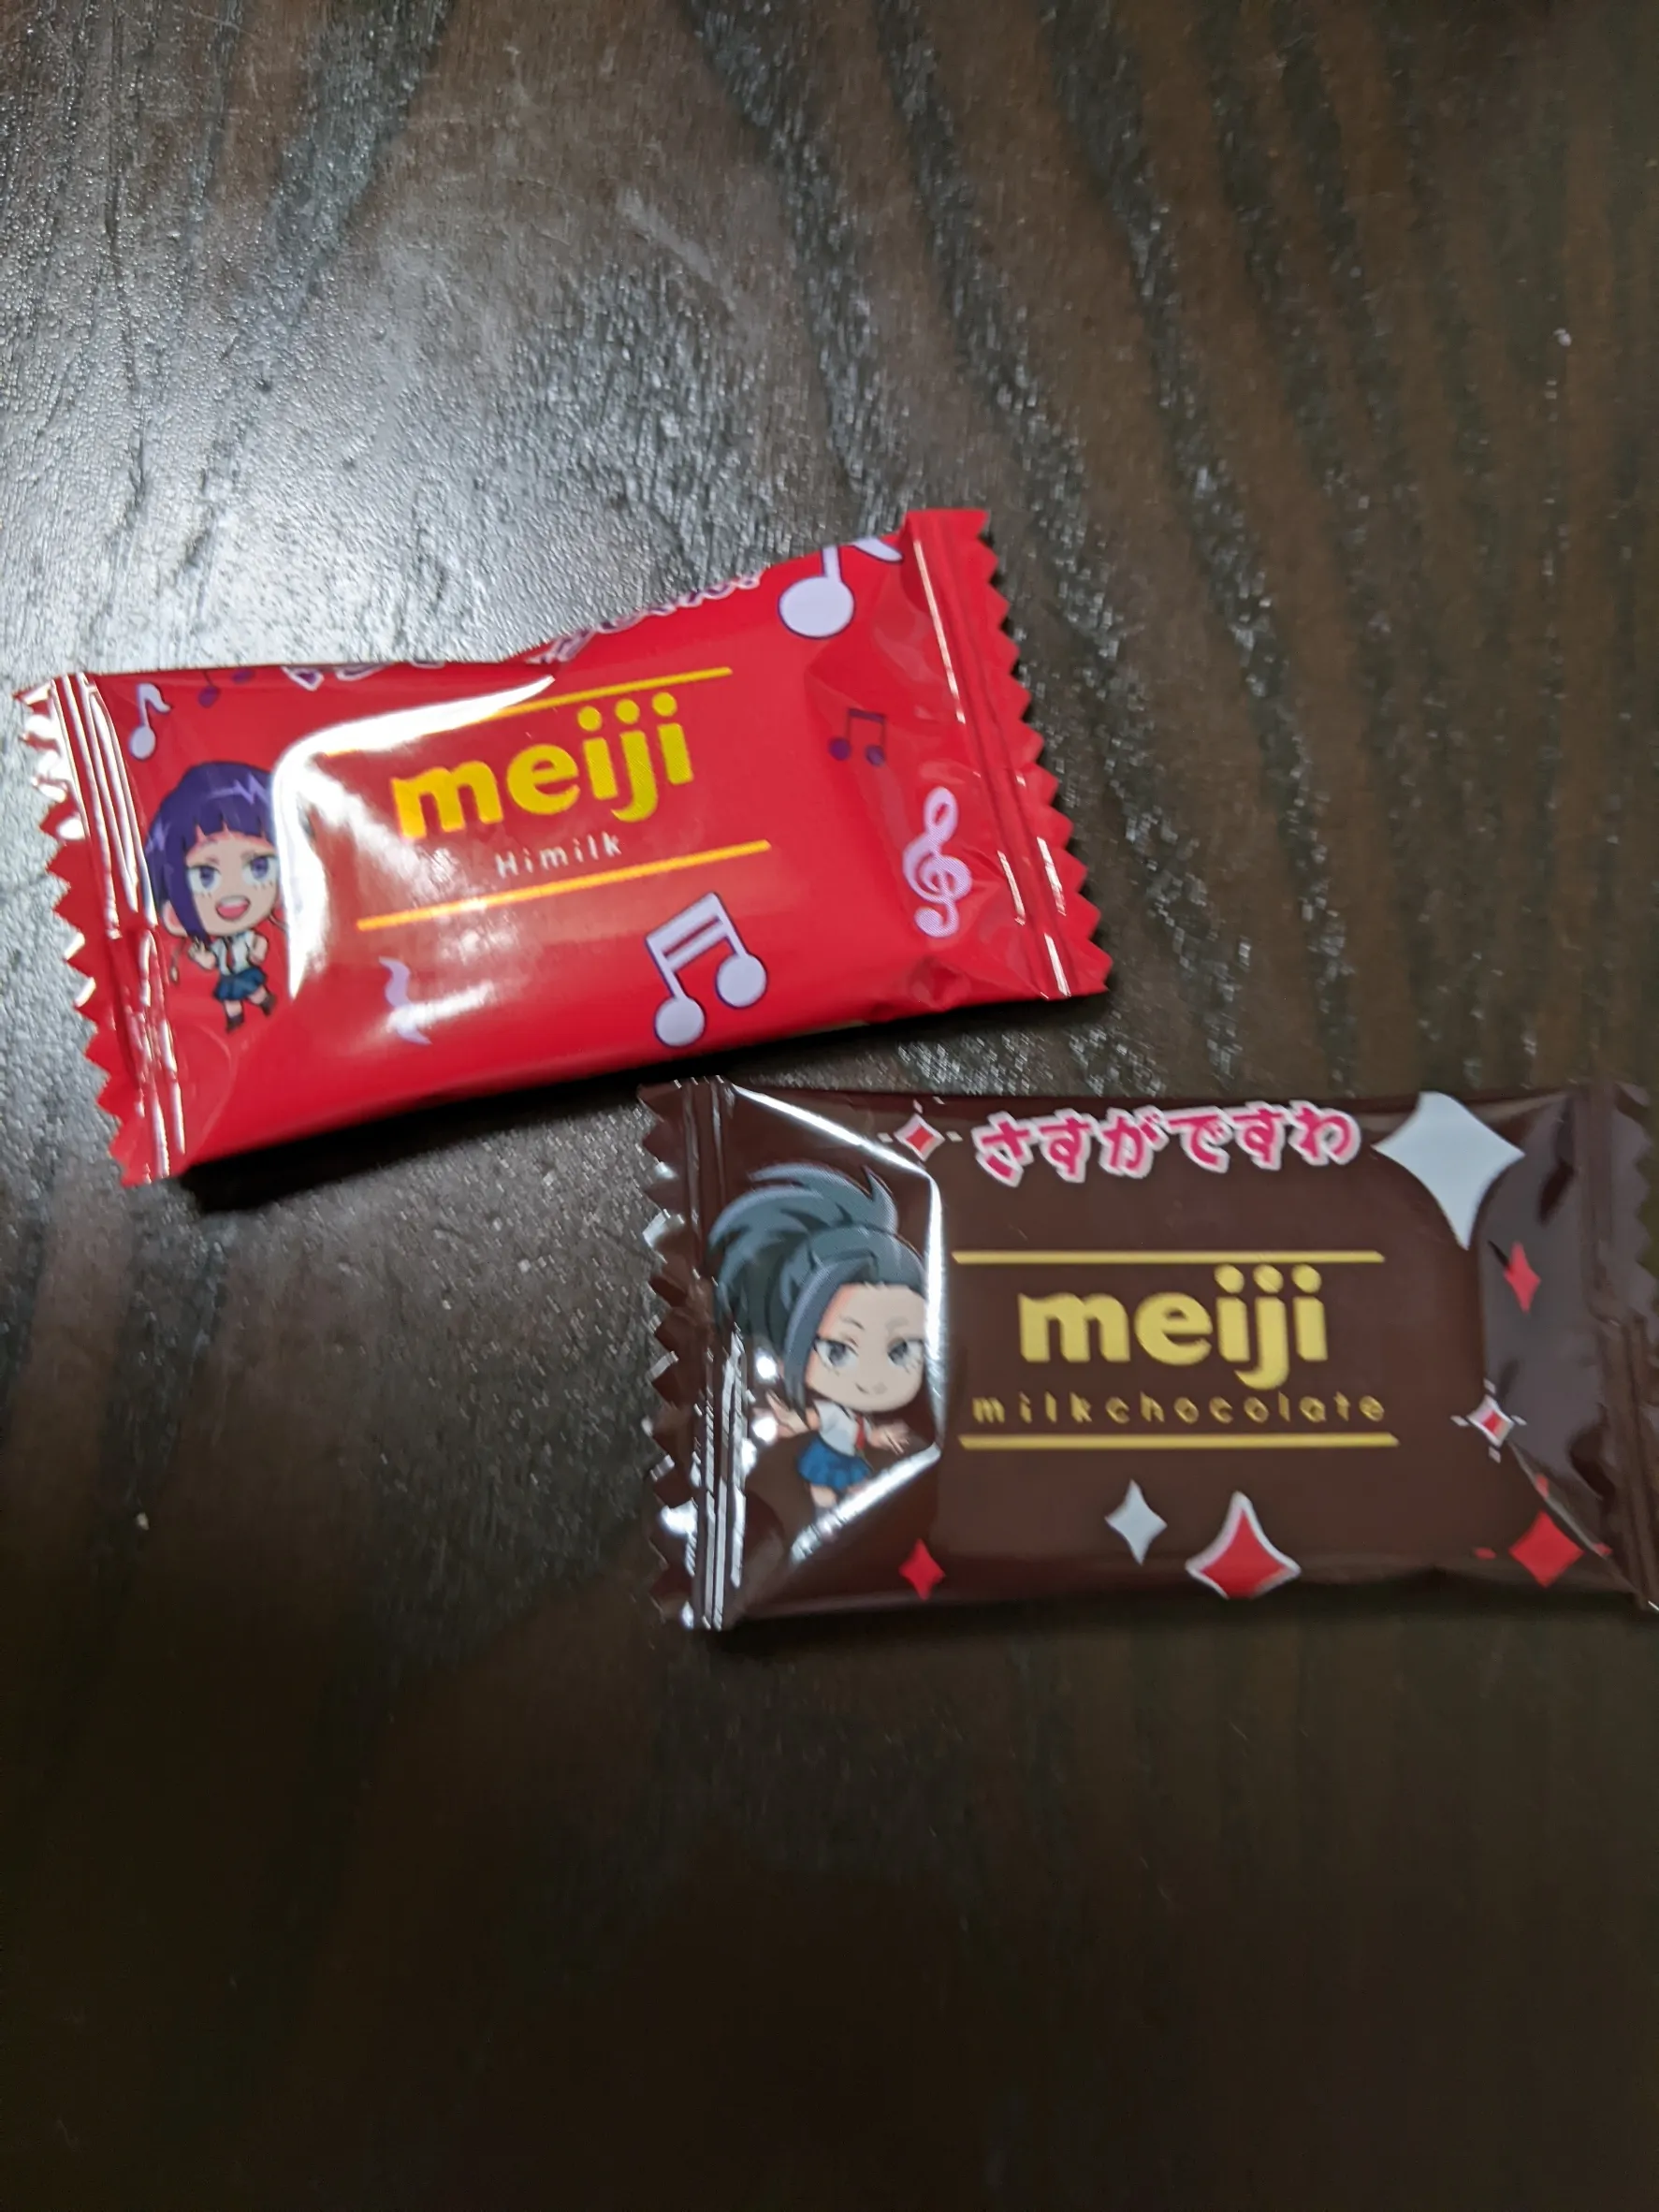 meiji
Himilk
さすがですわ
meiji
milkchocolate